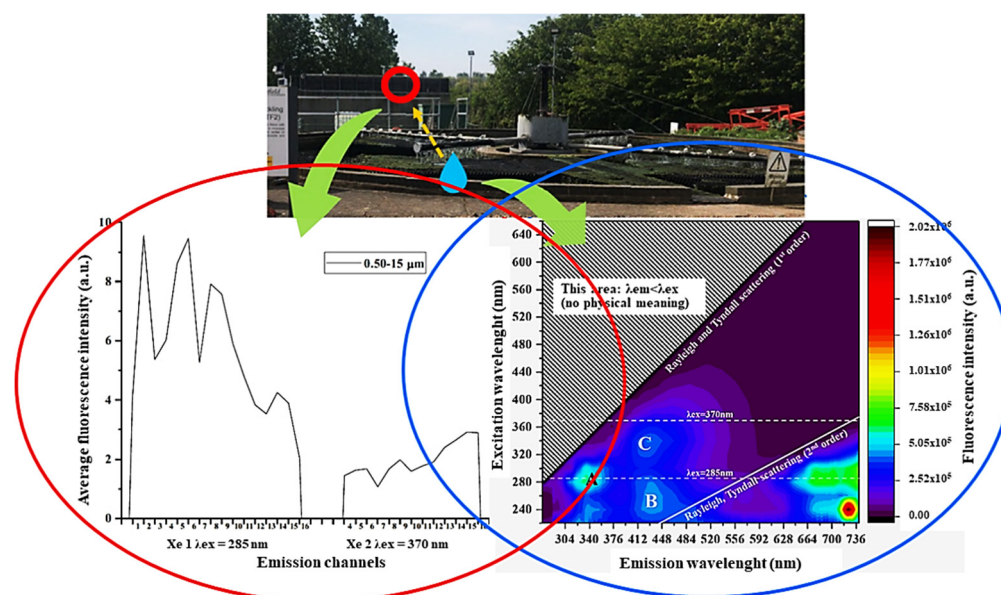 field
sling
TF2)
10
8
6
4
2
0
Average fluorescence intensity (a.u.)
0.50-15 μm
1 2 3 4 5 6 7 8 9 10 11 12 13 14 15 16
1 2 3 4 5 6 7 8 9 10 11 12 13 14 15 16
Xe 1 λex = 285 nm
Xe 2 λex = 370 nm
Emission channels
640
600
560
520
480
440
400
360
320
280
240
Excitation wavelenght (nm)
This area: λem<λex
(no physical meaning)
Rayleigh and Tyndall scattering (1st order)
λex=370nm
C
λex=285nm
A
B
Rayleigh, Tyndall scattering (2nd order)
304 340 376 412 448 484 520 556 592 628 664 700 736
Emission wavelenght (nm)
2.02x10⁶
1.77x10⁶
1.51x10⁶
1.26x10⁶
1.01x10⁶
7.58x10⁵
5.05x10⁵
2.52x10⁵
0.00
Fluorescence intensity (a.u.)